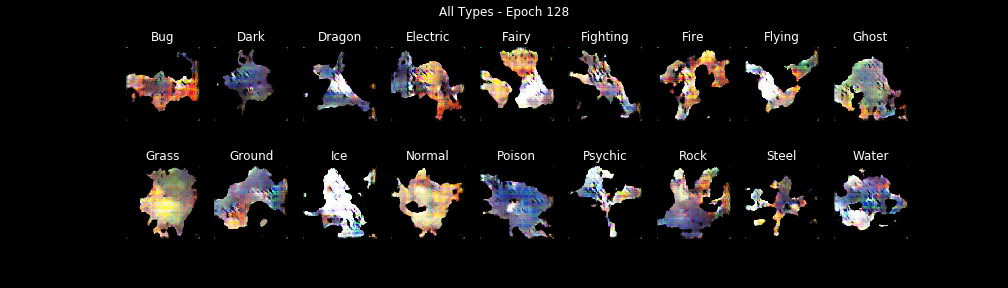 All Types - Epoch 128
Bug Dark Dragon Electric Fairy Fighting Fire Flying Ghost
Grass Ground Ice Normal Poison Psychic Rock Steel Water